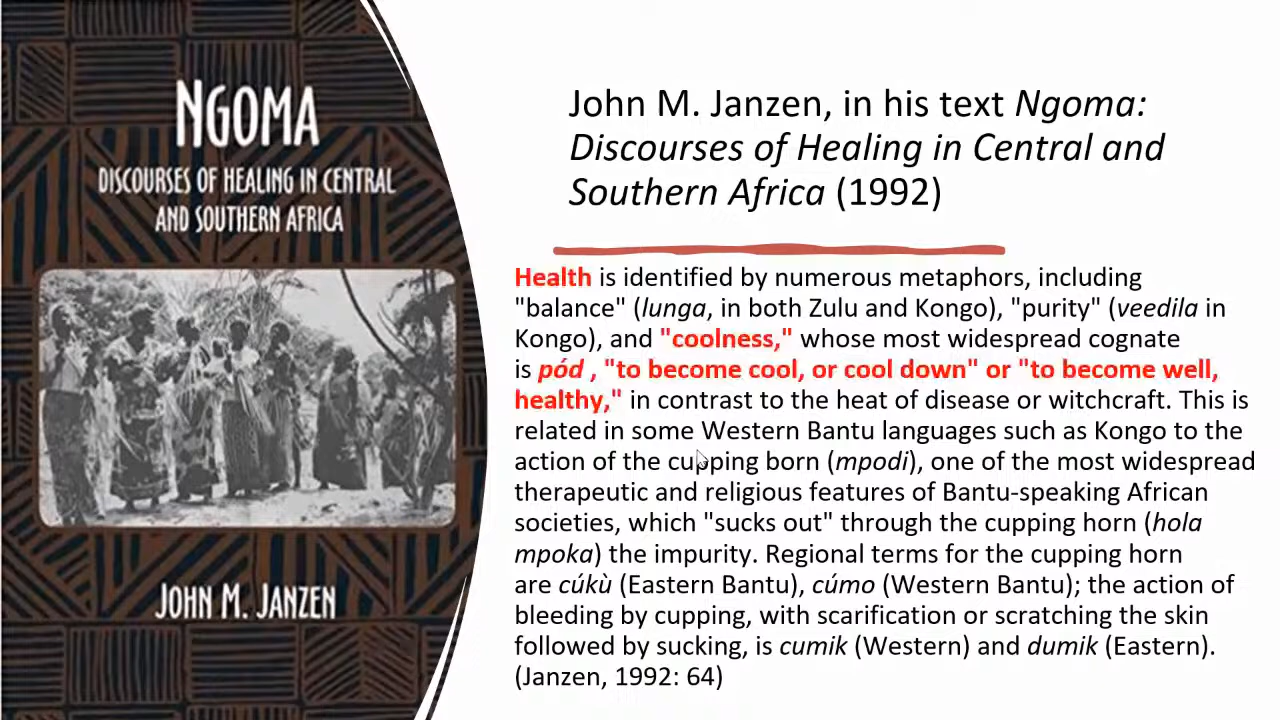 NGOMA
DISCOURSES OF HEALING IN CENTRAL
AND SOUTHERN AFRICA
JOHN M. JANZEN
John M. Janzen, in his text Ngoma:
Discourses of Healing in Central and
Southern Africa (1992)
Health is identified by numerous metaphors, including
"balance" (lunga, in both Zulu and Kongo), "purity" (veedila in
Kongo), and "coolness," whose most widespread cognate
is pód , "to become cool, or cool down" or "to become well,
healthy," in contrast to the heat of disease or witchcraft. This is
related in some Western Bantu languages such as Kongo to the
action of the cupping born (mpodi), one of the most widespread
therapeutic and religious features of Bantu-speaking African
societies, which "sucks out" through the cupping horn (hola
mpoka) the impurity. Regional terms for the cupping horn
are cúkù (Eastern Bantu), cúmo (Western Bantu); the action of
bleeding by cupping, with scarification or scratching the skin
followed by sucking, is cumik (Western) and dumik (Eastern).
(Janzen, 1992: 64)